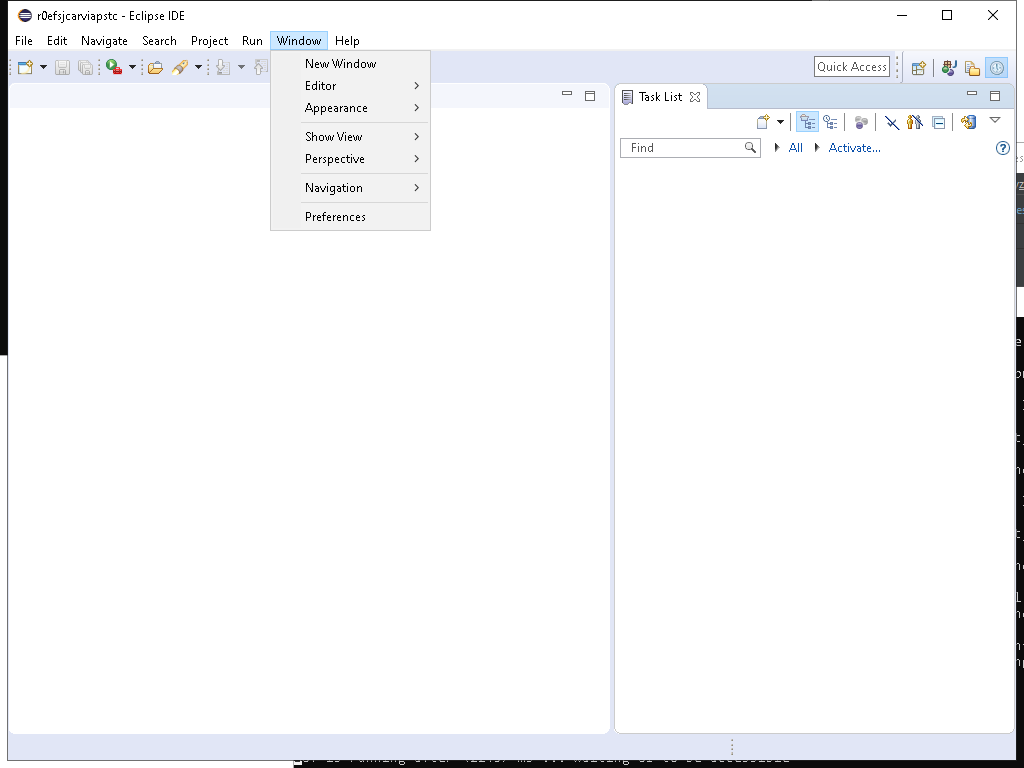 r0efsjcarviapstc - Eclipse IDE
File Edit Navigate Search Project Run Window Help
New Window
Editor
Appearance
Show View
Perspective
Navigation
Preferences
Quick Access
Task List
Find
All
Activate...